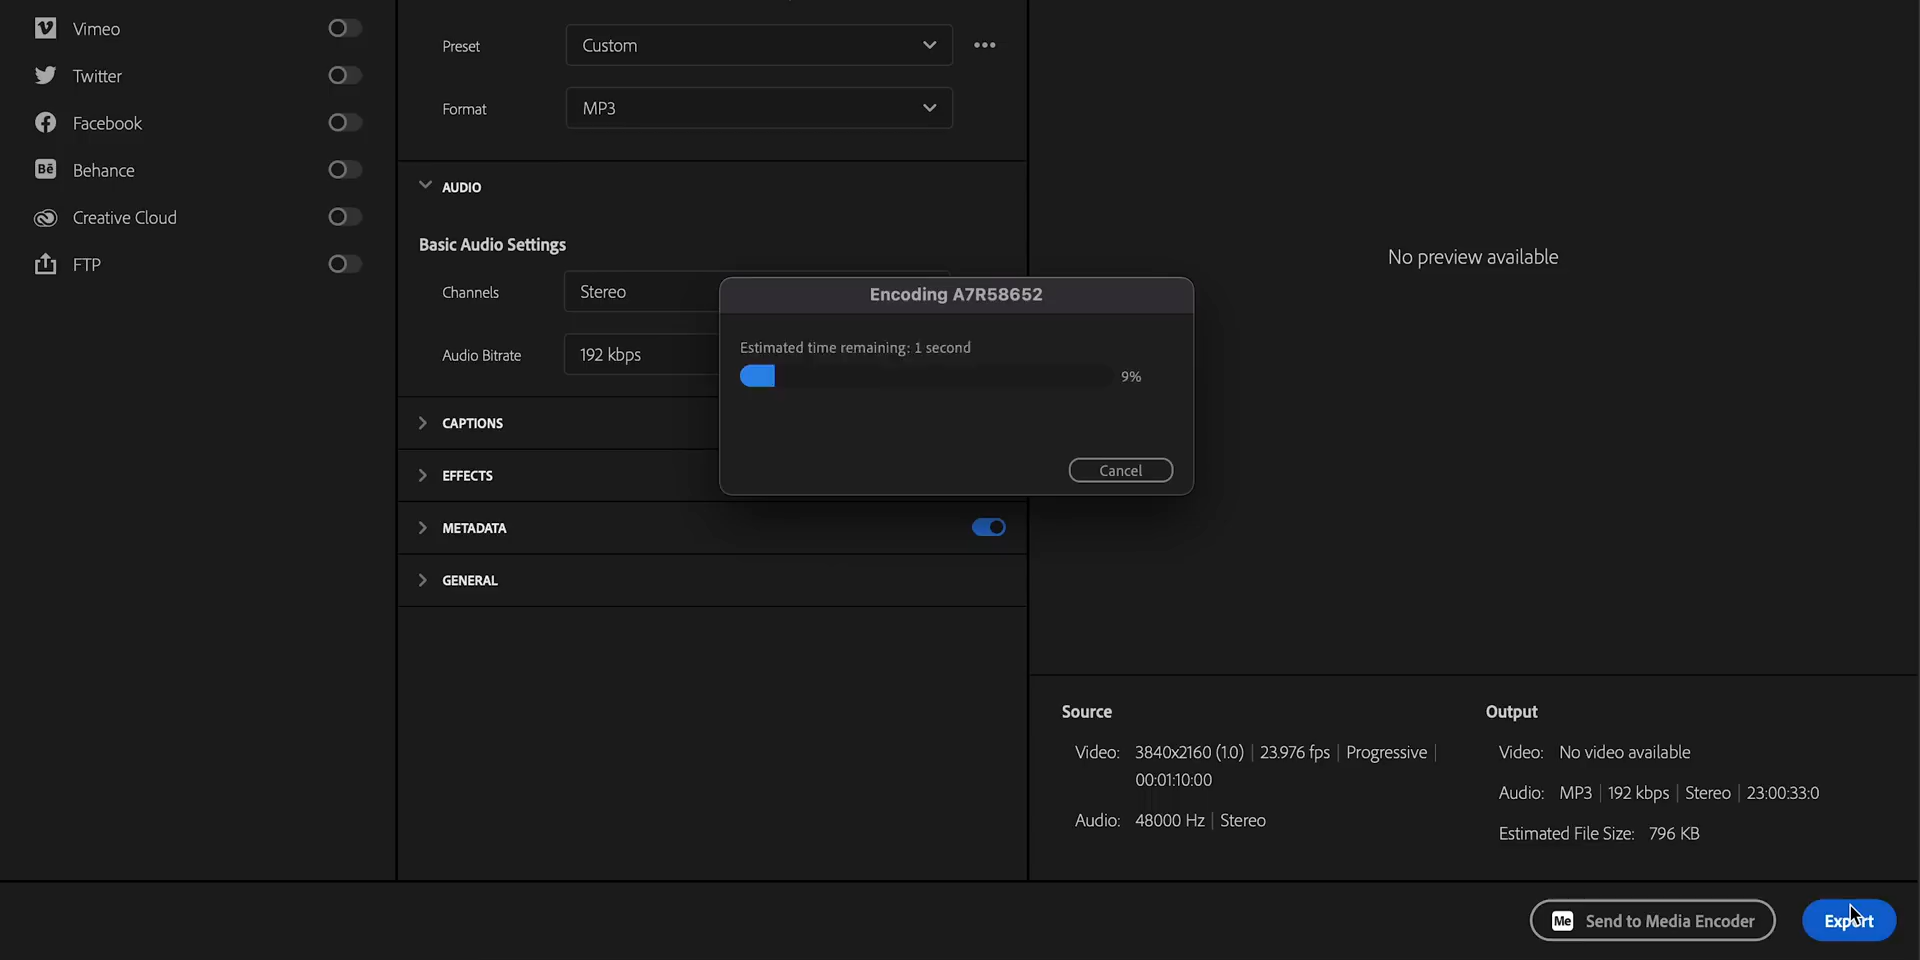 Vimeo
Twitter
Facebook
Bē Behance
Creative Cloud
FTP
Preset Custom
Format MP3
AUDIO
Basic Audio Settings
Channels Stereo
Audio Bitrate 192 kbps
CAPTIONS
EFFECTS
METADATA
GENERAL
Encoding A7R58652
Estimated time remaining: 1 second
9%
Cancel
No preview available
Source
Video: 3840x2160 (1.0) | 23.976 fps | Progressive |
00:01:10:00
Audio: 48000 Hz | Stereo
Output
Video: No video available
Audio: MP3 | 192 kbps | Stereo | 23:00:33:0
Estimated File Size: 796 KB
Me Send to Media Encoder
Export